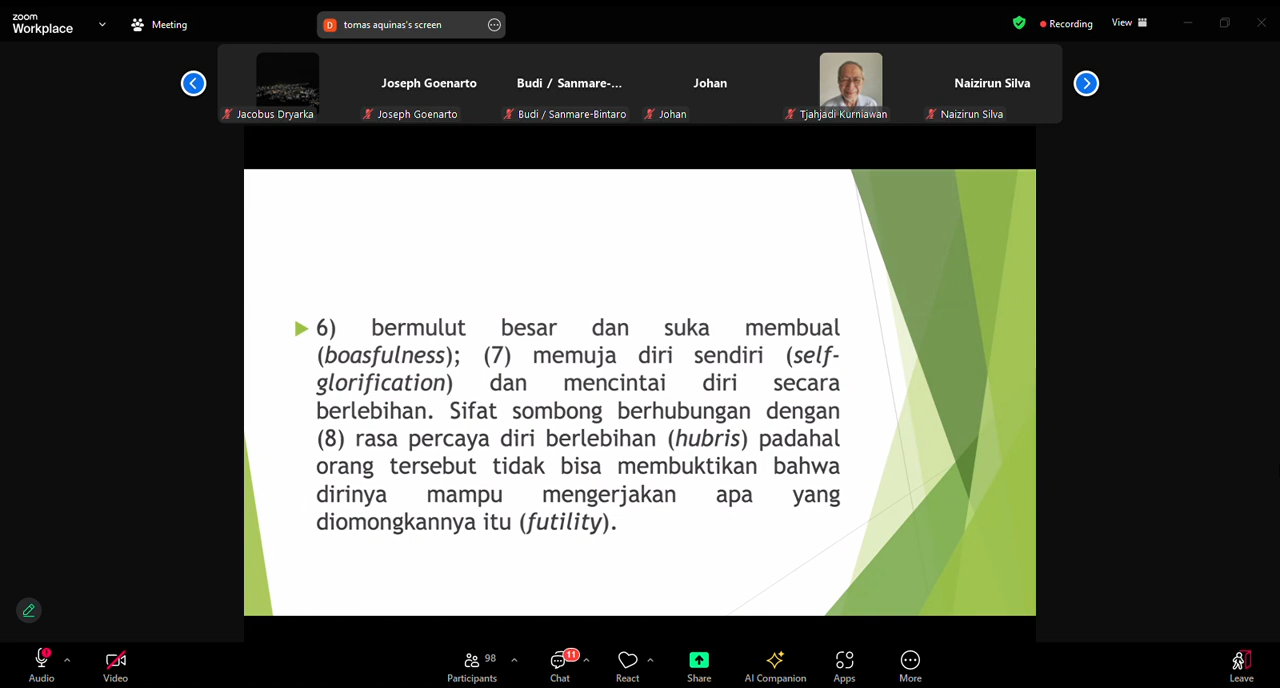 zoom
Workplace
Meeting
D tomas aquinas's screen
Recording
View
Joseph Goenarto
Budi / Sanmare-...
Johan
Naizirun Silva
Jacobus Dryarka
Joseph Goenarto
Budi / Sanmare-Bintaro
Johan
Tjahjadi Kurniawan
Naizirun Silva
6) bermulut besar dan suka membual
(boasfulness); (7) memuja diri sendiri (self-
glorification) dan mencintai diri secara
berlebihan. Sifat sombong berhubungan dengan
(8) rasa percaya diri berlebihan (hubris) padahal
orang tersebut tidak bisa membuktikan bahwa
dirinya mampu mengerjakan apa yang
diomongkannya itu (futility).
Audio
Video
98
Participants
11
Chat
React
Share
AI Companion
Apps
More
Leave